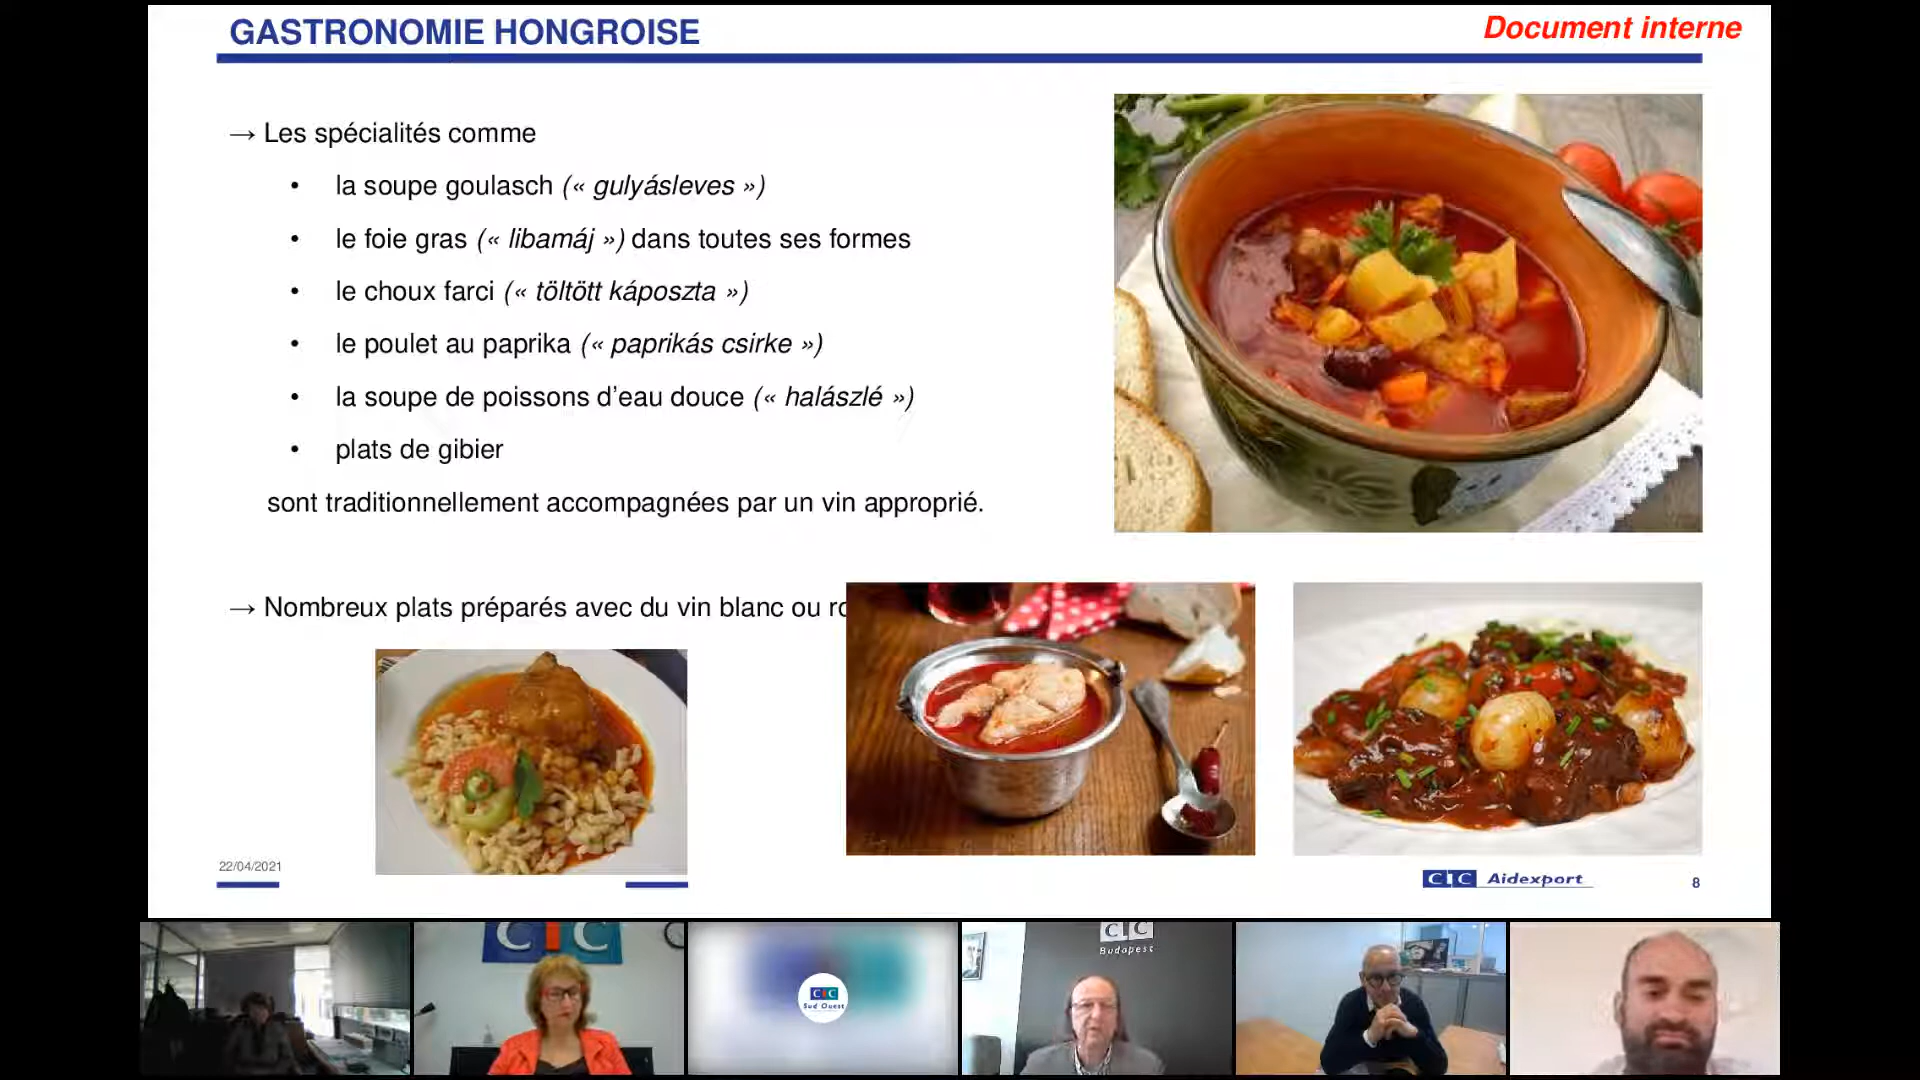 GASTRONOMIE HONGROISE
Document interne
→ Les spécialités comme
• la soupe goulasch (« gulyásleves »)
• le foie gras (« libamáj ») dans toutes ses formes
• le choux farci (« töltött káposzta »)
• le poulet au paprika (« paprikás csirke »)
• la soupe de poissons d’eau douce (« halászlé »)
• plats de gibier
sont traditionnellement accompagnées par un vin approprié.
→ Nombreux plats préparés avec du vin blanc ou
22/04/2021
CIC Aidexport
8
CIC
CIC
Sud Ouest
CIC
Budapest